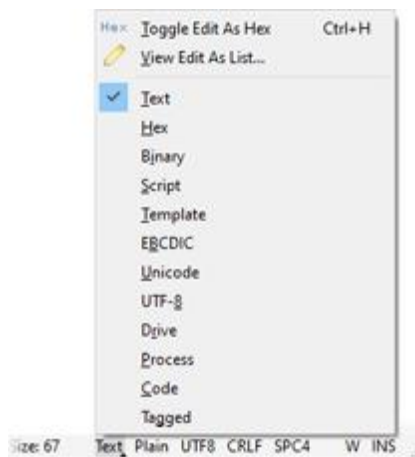 Hex Toggle Edit As Hex Ctrl+H
View Edit As List...
Text
Hex
Binary
Script
Template
EBCDIC
Unicode
UTF-8
Drive
Process
Code
Tagged
Size: 67 Text Plain UTF8 CRLF SPC4 W INS